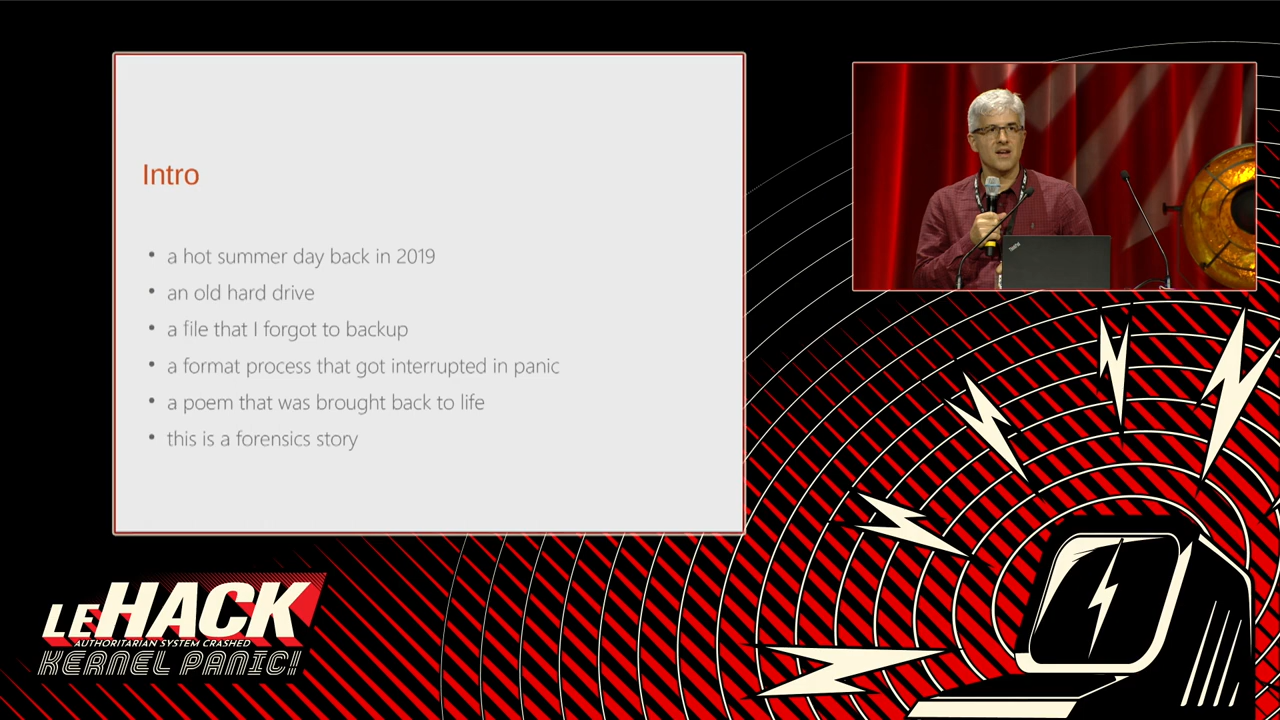 Intro
• a hot summer day back in 2019
• an old hard drive
• a file that I forgot to backup
• a format process that got interrupted in panic
• a poem that was brought back to life
• this is a forensics story
ThinkPad
LEHACK
AUTHORITARIAN SYSTEM CRASHED
KERNEL PANIC!